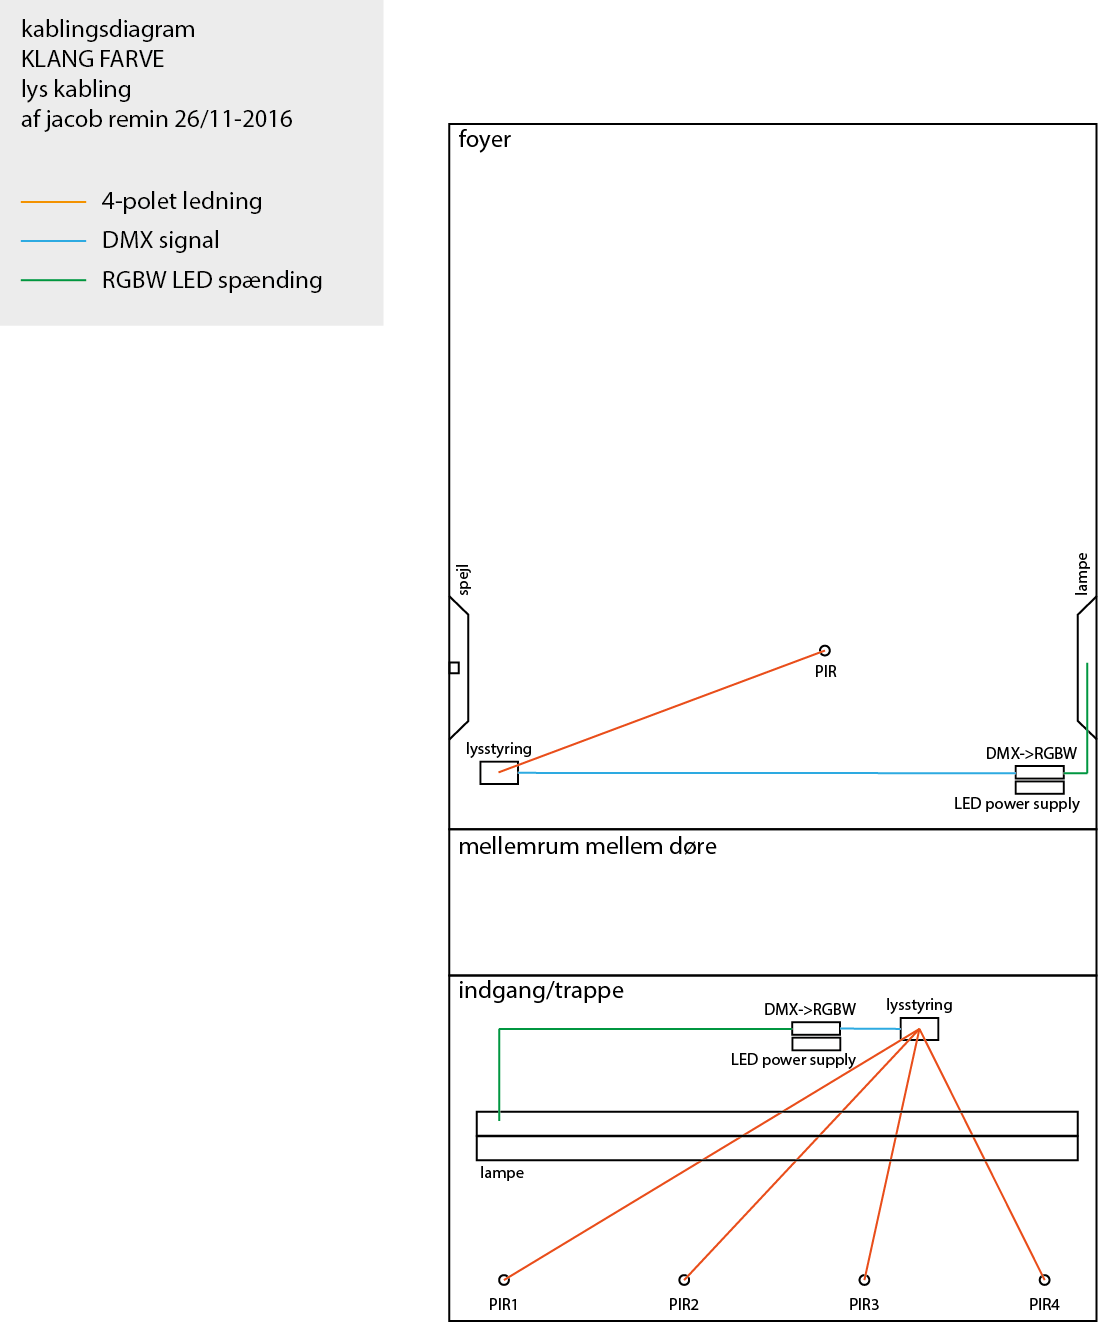 kablingsdiagram
KLANG FARVE
lys kabling
af jacob remin 26/11-2016
4-polet ledning
DMX signal
RGBW LED spænding
foyer
spejl
lampe
PIR
lysstyring
DMX->RGBW
LED power supply
mellemrum mellem døre
indgang/trappe
DMX->RGBW
lysstyring
LED power supply
lampe
PIR1
PIR2
PIR3
PIR4